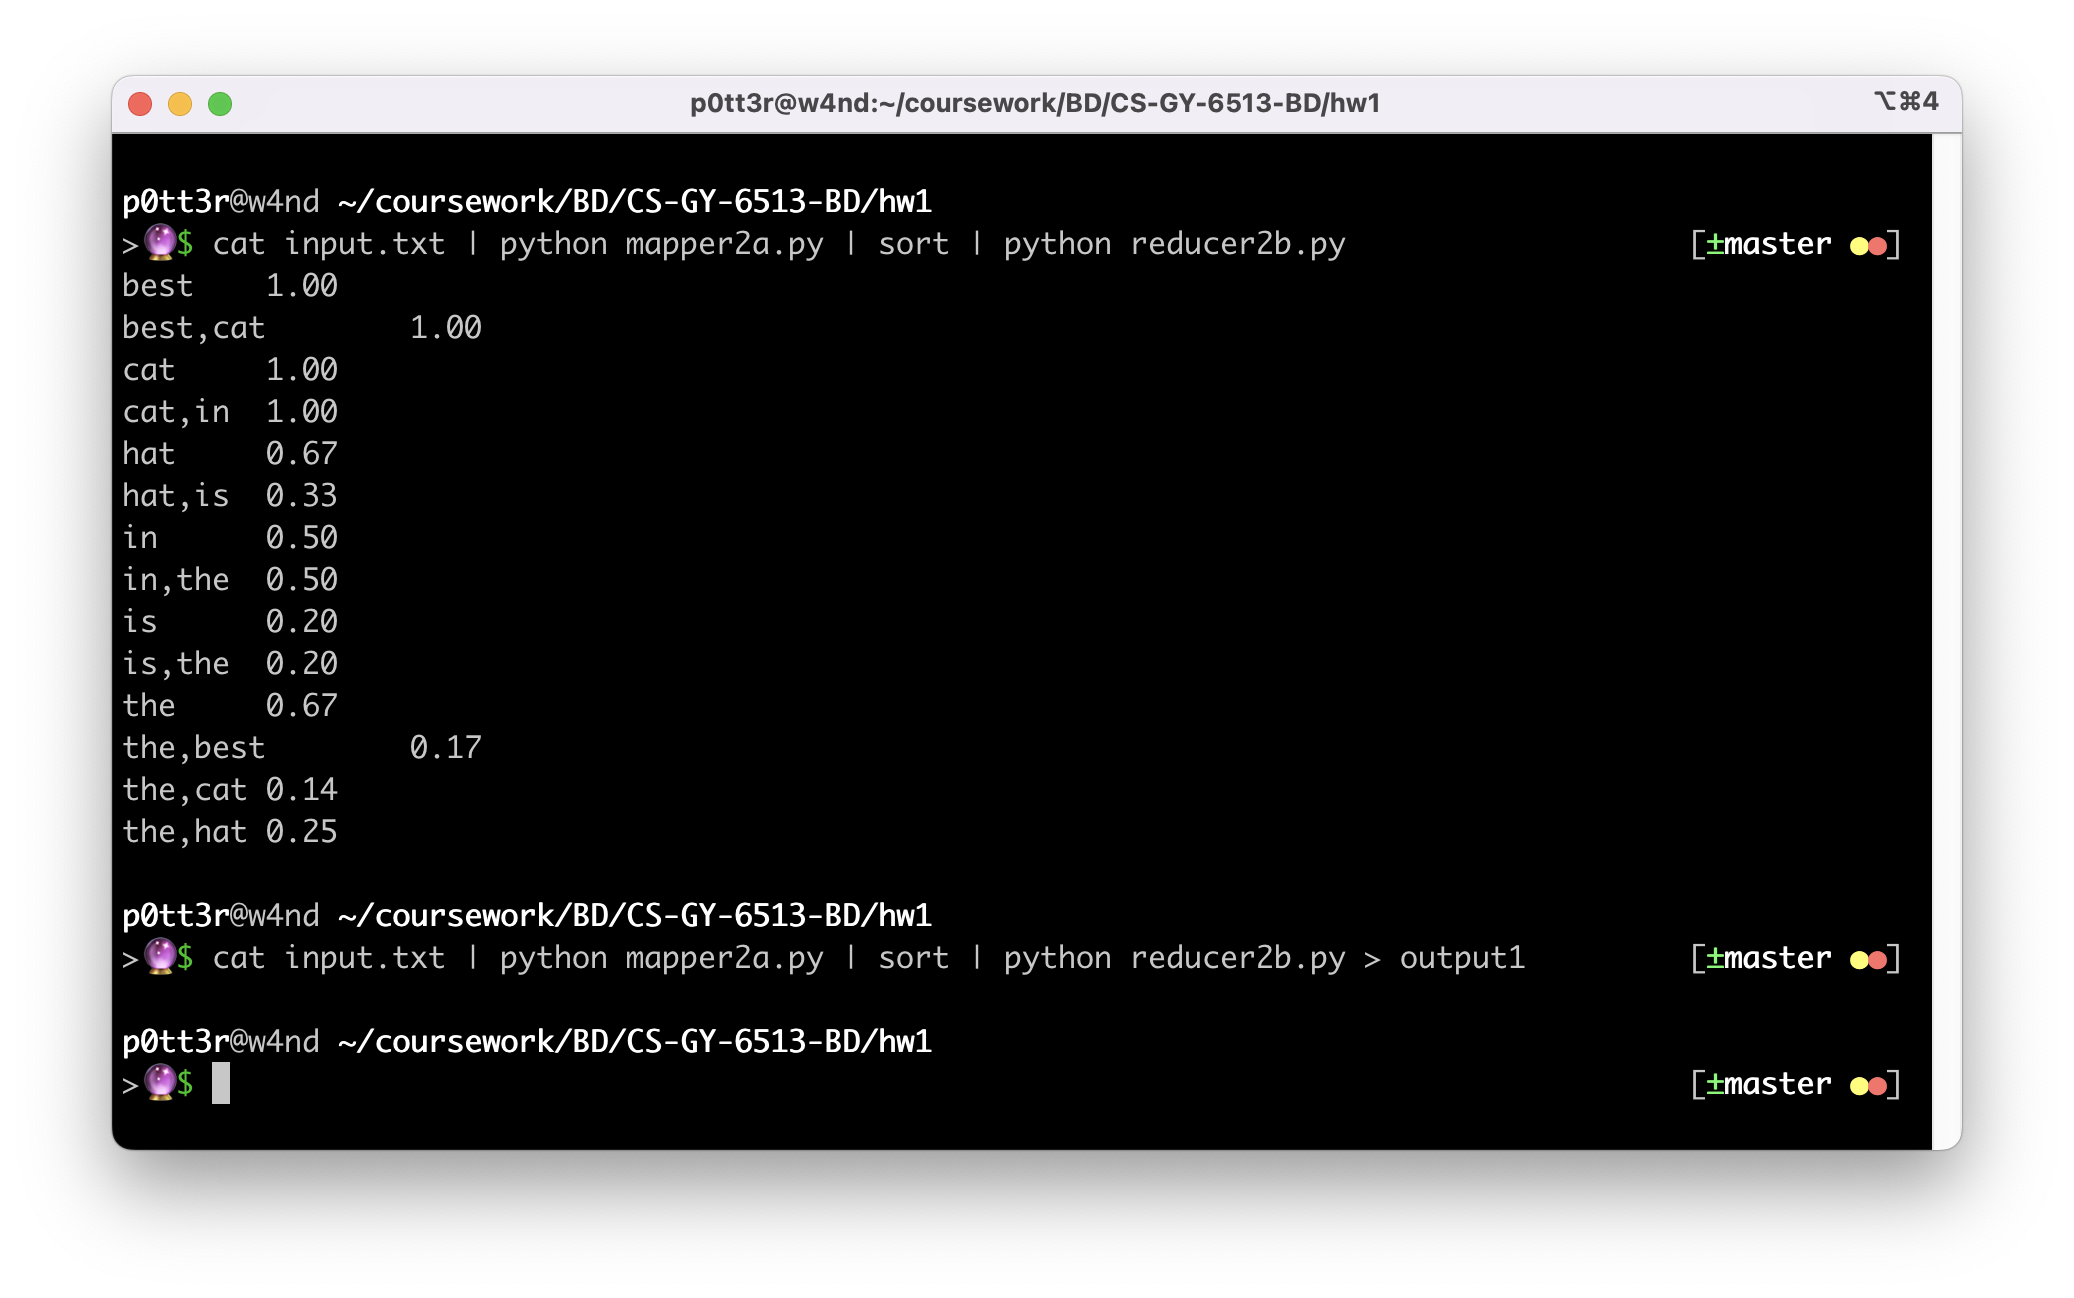 p0tt3r@w4nd:~/coursework/BD/CS-GY-6513-BD/hw1 ⌥⌘4
p0tt3r@w4nd ~/coursework/BD/CS-GY-6513-BD/hw1
>🔮$ cat input.txt | python mapper2a.py | sort | python reducer2b.py [±master ●●]
best 1.00
best,cat 1.00
cat 1.00
cat,in 1.00
hat 0.67
hat,is 0.33
in 0.50
in,the 0.50
is 0.20
is,the 0.20
the 0.67
the,best 0.17
the,cat 0.14
the,hat 0.25
p0tt3r@w4nd ~/coursework/BD/CS-GY-6513-BD/hw1
>🔮$ cat input.txt | python mapper2a.py | sort | python reducer2b.py > output1 [±master ●●]
p0tt3r@w4nd ~/coursework/BD/CS-GY-6513-BD/hw1
>🔮$ [±master ●●]